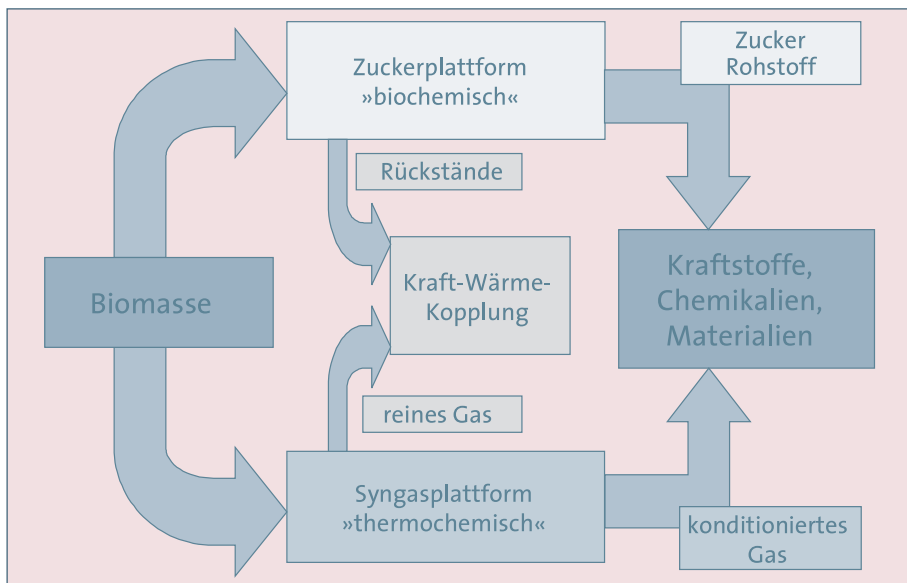 Zuckerplattform
»biochemisch«
Zucker
Rohstoff
Rückstände
Biomasse
Kraft-Wärme-
Kopplung
Kraftstoffe,
Chemikalien,
Materialien
reines Gas
Syngasplattform
»thermochemisch«
konditioniertes
Gas